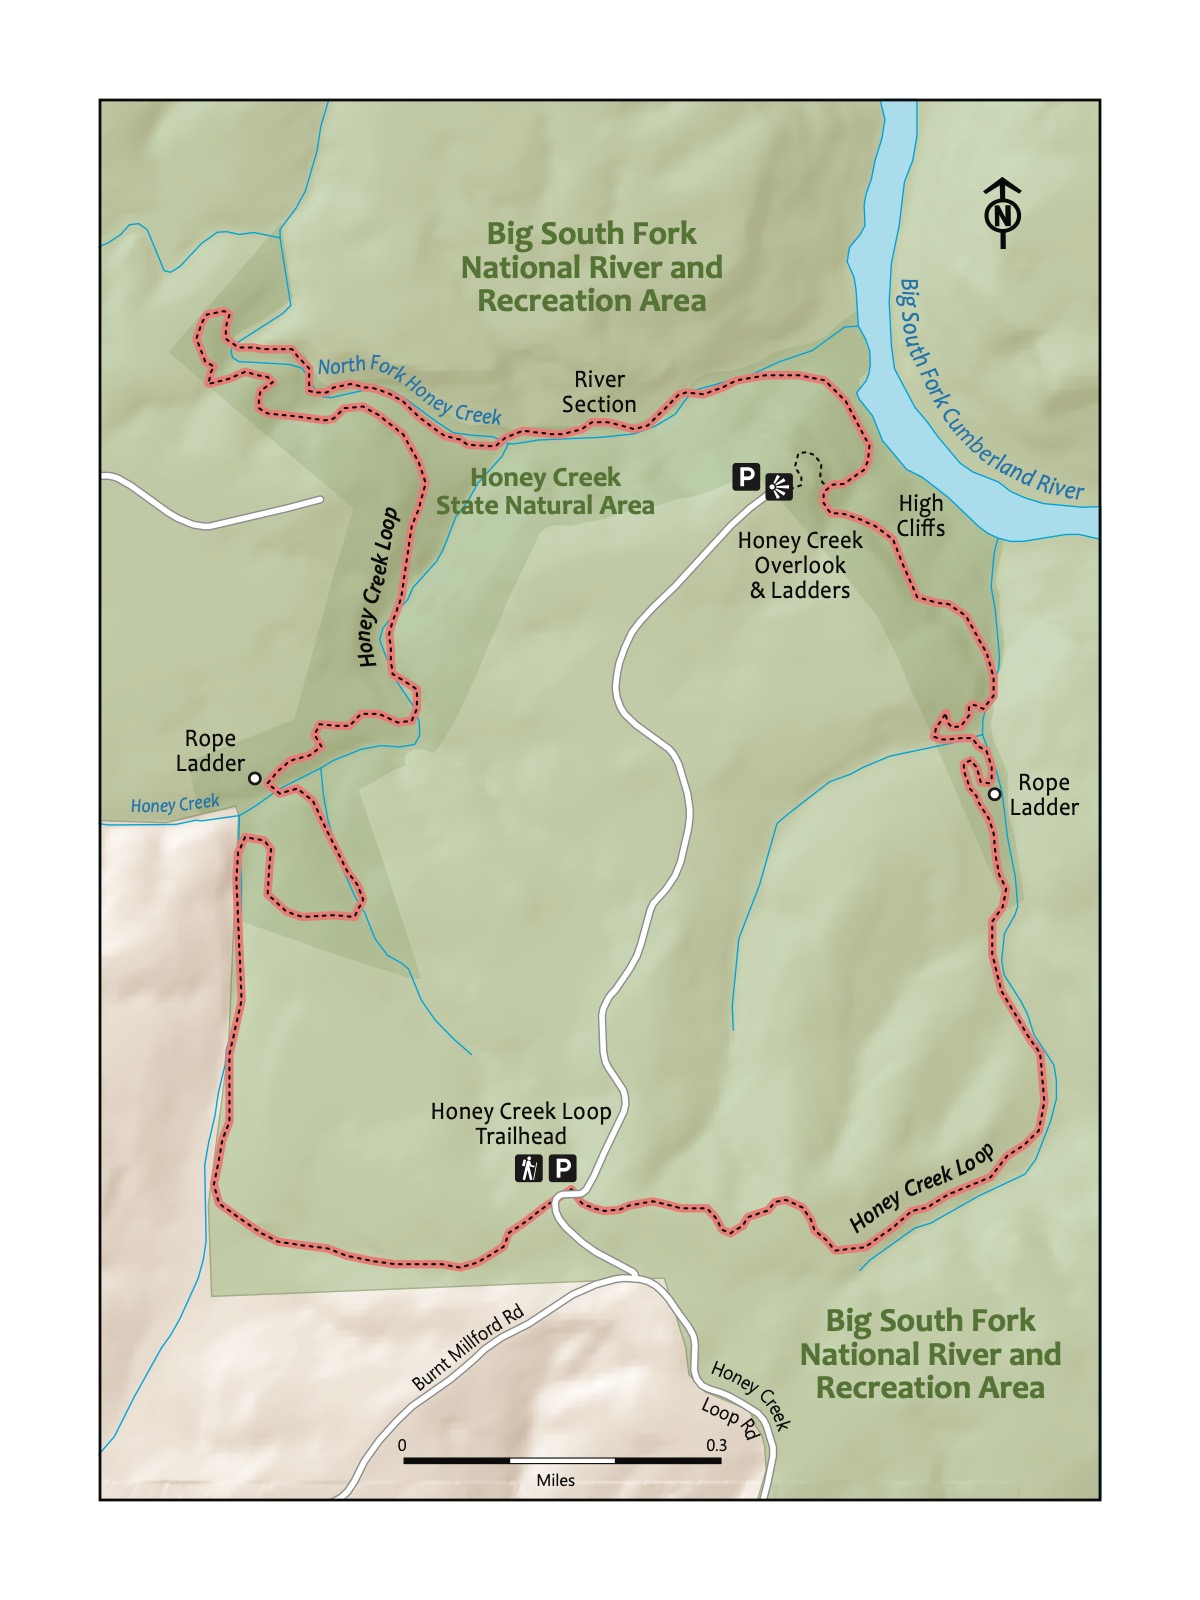 N
Big South Fork
National River and
Recreation Area
Big South Fork Cumberland River
North Fork Honey Creek
River
Section
Honey Creek
State Natural Area
P
High
Cliffs
Honey Creek
Overlook
& Ladders
Honey Creek Loop
Rope
Ladder
Rope
Ladder
Honey Creek
Honey Creek Loop
Trailhead
P
Honey Creek Loop
Big South Fork
National River and
Recreation Area
Burnt Millford Rd
Honey Creek
Loop Rd
0 0.3
Miles